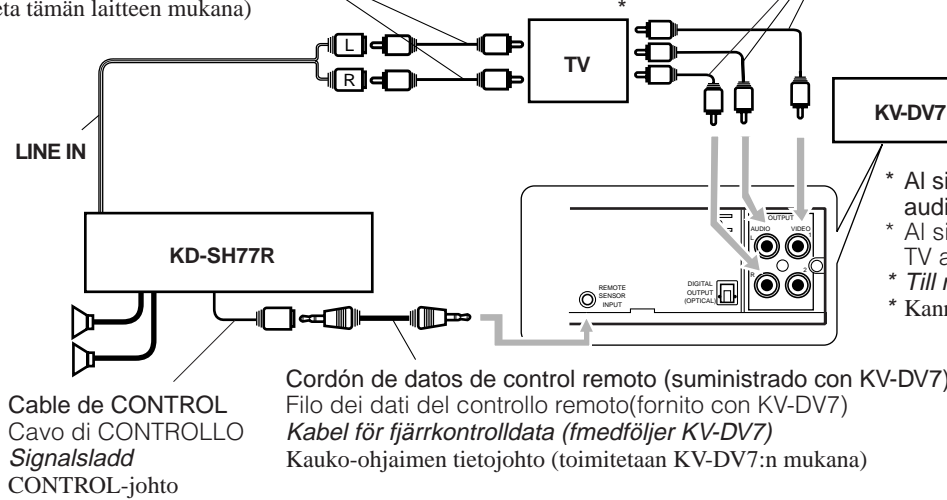 eta tämän laitteen mukana)
*
L
R
TV
LINE IN
KV-DV7
* Al si
audi
* Al si
TV a
* Till r
* Kann
KD-SH77R
OUTPUT
AUDIO VIDEO
L 1
R 2
REMOTE
SENSOR
INPUT
DIGITAL
OUTPUT
(OPTICAL)
Cable de CONTROL
Cavo di CONTROLLO
Signalsladd
CONTROL-johto
Cordón de datos de control remoto (suministrado con KV-DV7)
Filo dei dati del controllo remoto(fornito con KV-DV7)
Kabel för fjärrkontrolldata (fmedföljer KV-DV7)
Kauko-ohjaimen tietojohto (toimitetaan KV-DV7:n mukana)